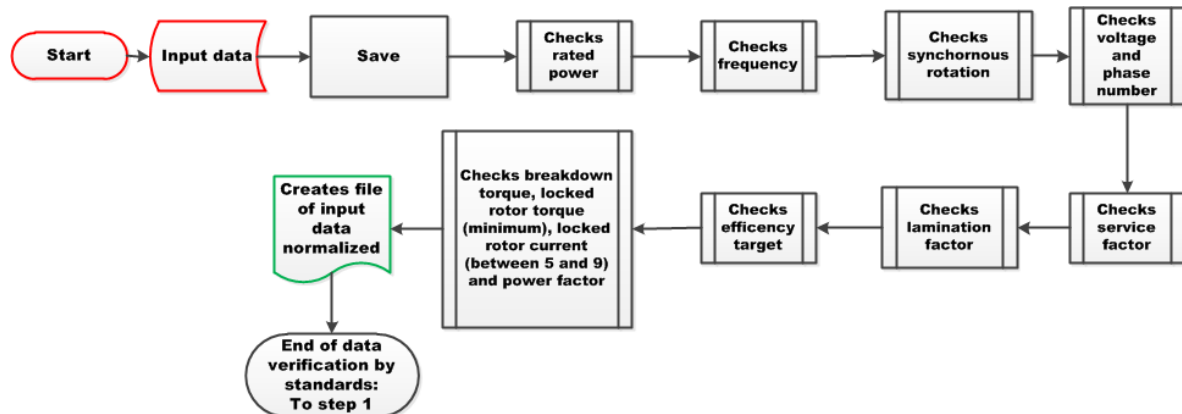 Start
Input data
Save
Checks
rated
power
Checks
frequency
Checks
synchornous
rotation
Checks
voltage
and
phase
number
Checks
service
factor
Checks
lamination
factor
Checks
efficency
target
Checks breakdown
torque, locked
rotor torque
(minimum), locked
rotor current
(between 5 and 9)
and power factor
Creates file
of input
data
normalized
End of data
verification by
standards:
To step 1